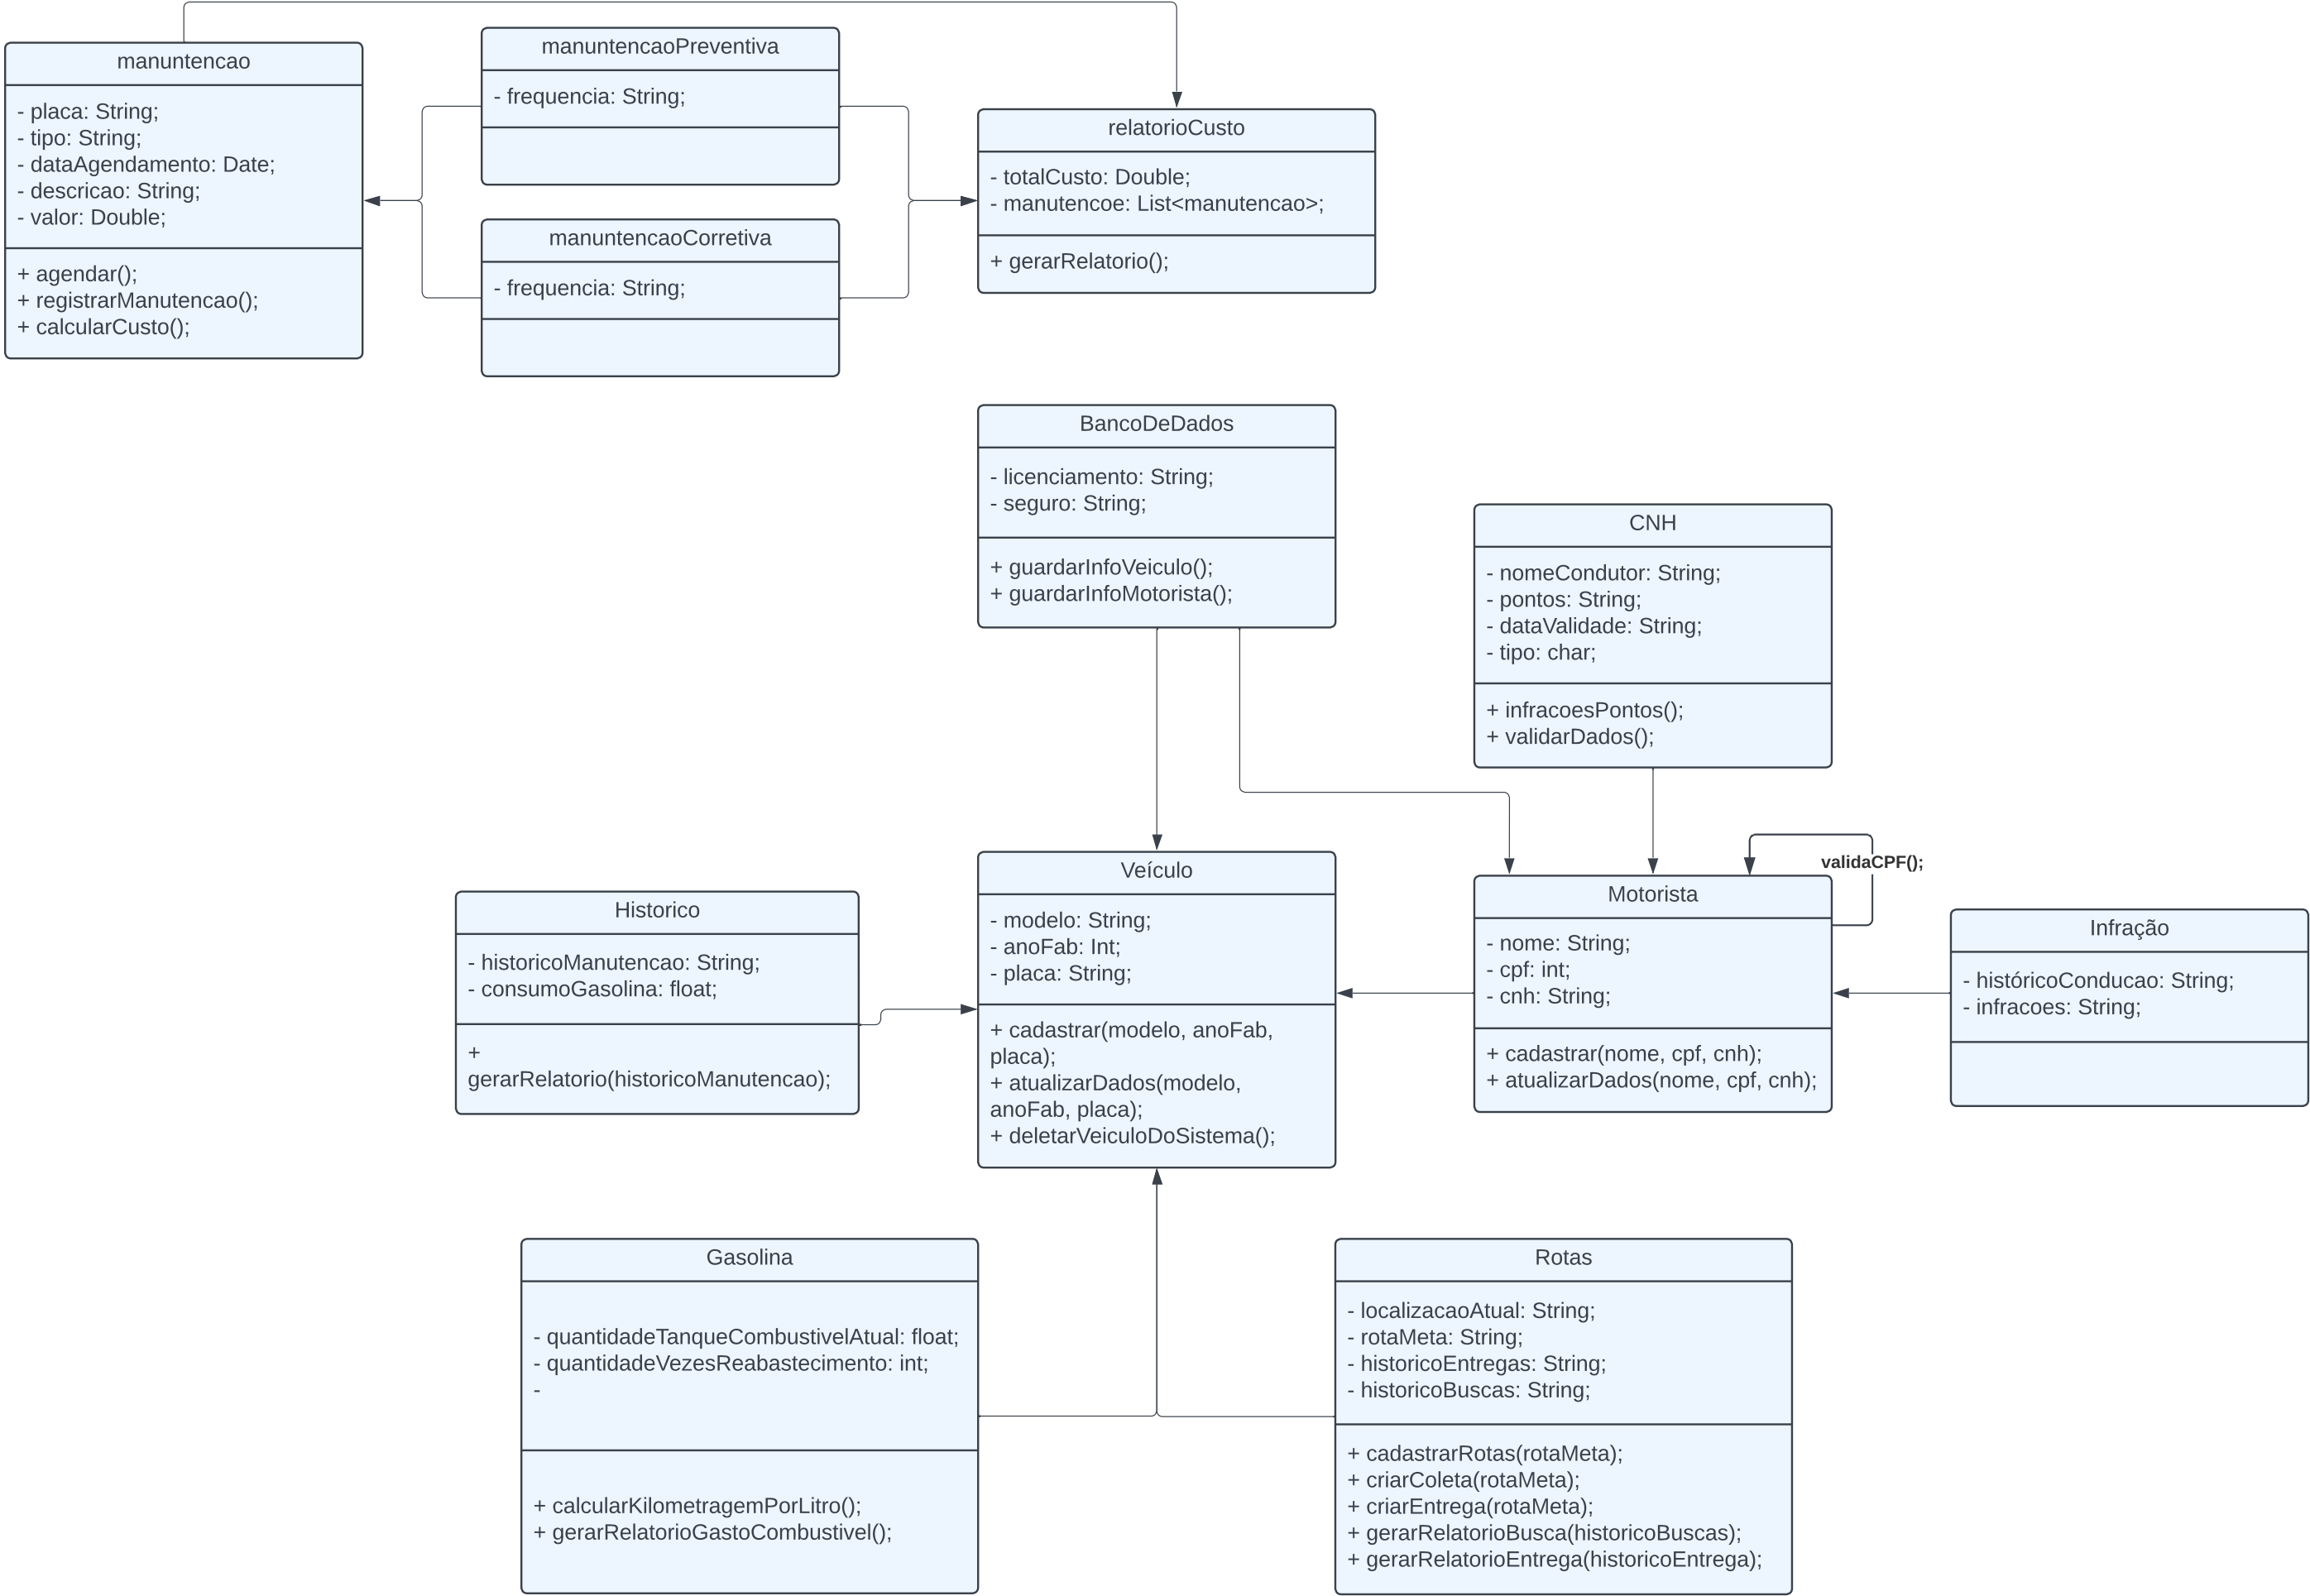 manuntencao
- placa: String;
- tipo: String;
- dataAgendamento: Date;
- descricao: String;
- valor: Double;
+ agendar();
+ registrarManutencao();
+ calcularCusto();
manuntencaoPreventiva
- frequencia: String;
manuntencaoCorretiva
- frequencia: String;
relatorioCusto
- totalCusto: Double;
- manutencoe: List<manutencao>;
+ gerarRelatorio();
BancoDeDados
- licenciamento: String;
- seguro: String;
+ guardarInfoVeiculo();
+ guardarInfoMotorista();
CNH
- nomeCondutor: String;
- pontos: String;
- dataValidade: String;
- tipo: char;
+ infracoesPontos();
+ validarDados();
validaCPF();
Historico
- historicoManutencao: String;
- consumoGasolina: float;
+
gerarRelatorio(historicoManutencao);
Veículo
- modelo: String;
- anoFab: Int;
- placa: String;
+ cadastrar(modelo, anoFab,
placa);
+ atualizarDados(modelo,
anoFab, placa);
+ deletarVeiculoDoSistema();
Motorista
- nome: String;
- cpf: int;
- cnh: String;
+ cadastrar(nome, cpf, cnh);
+ atualizarDados(nome, cpf, cnh);
Infração
- históricoConducao: String;
- infracoes: String;
Gasolina
- quantidadeTanqueCombustivelAtual: float;
- quantidadeVezesReabastecimento: int;
-
+ calcularKilometragemPorLitro();
+ gerarRelatorioGastoCombustivel();
Rotas
- localizacaoAtual: String;
- rotaMeta: String;
- historicoEntregas: String;
- historicoBuscas: String;
+ cadastrarRotas(rotaMeta);
+ criarColeta(rotaMeta);
+ criarEntrega(rotaMeta);
+ gerarRelatorioBusca(historicoBuscas);
+ gerarRelatorioEntrega(historicoEntrega);